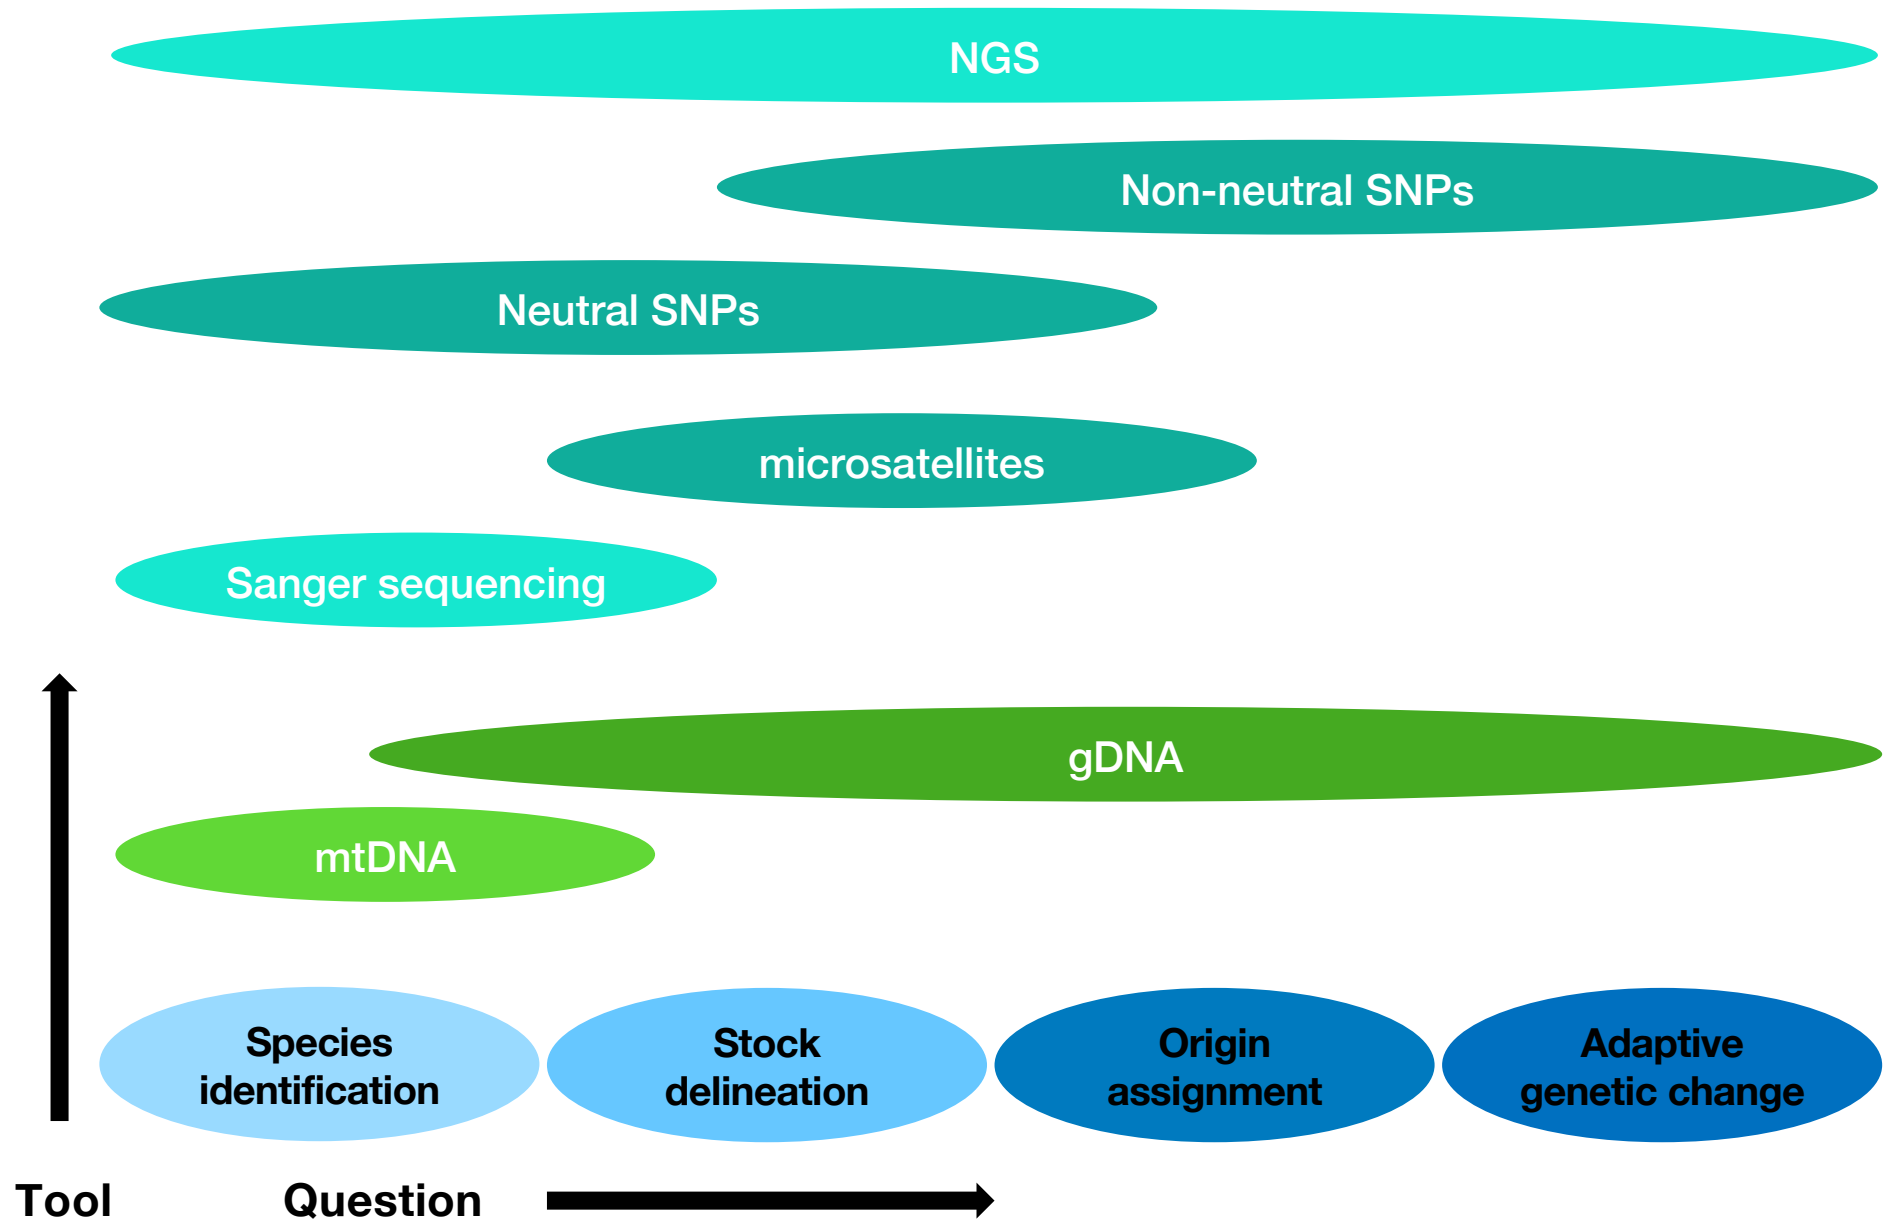 NGS
Non-neutral SNPs
Neutral SNPs
microsatellites
Sanger sequencing
gDNA
mtDNA
Species
identification
Stock
delineation
Origin
assignment
Adaptive
genetic change
Tool
Question